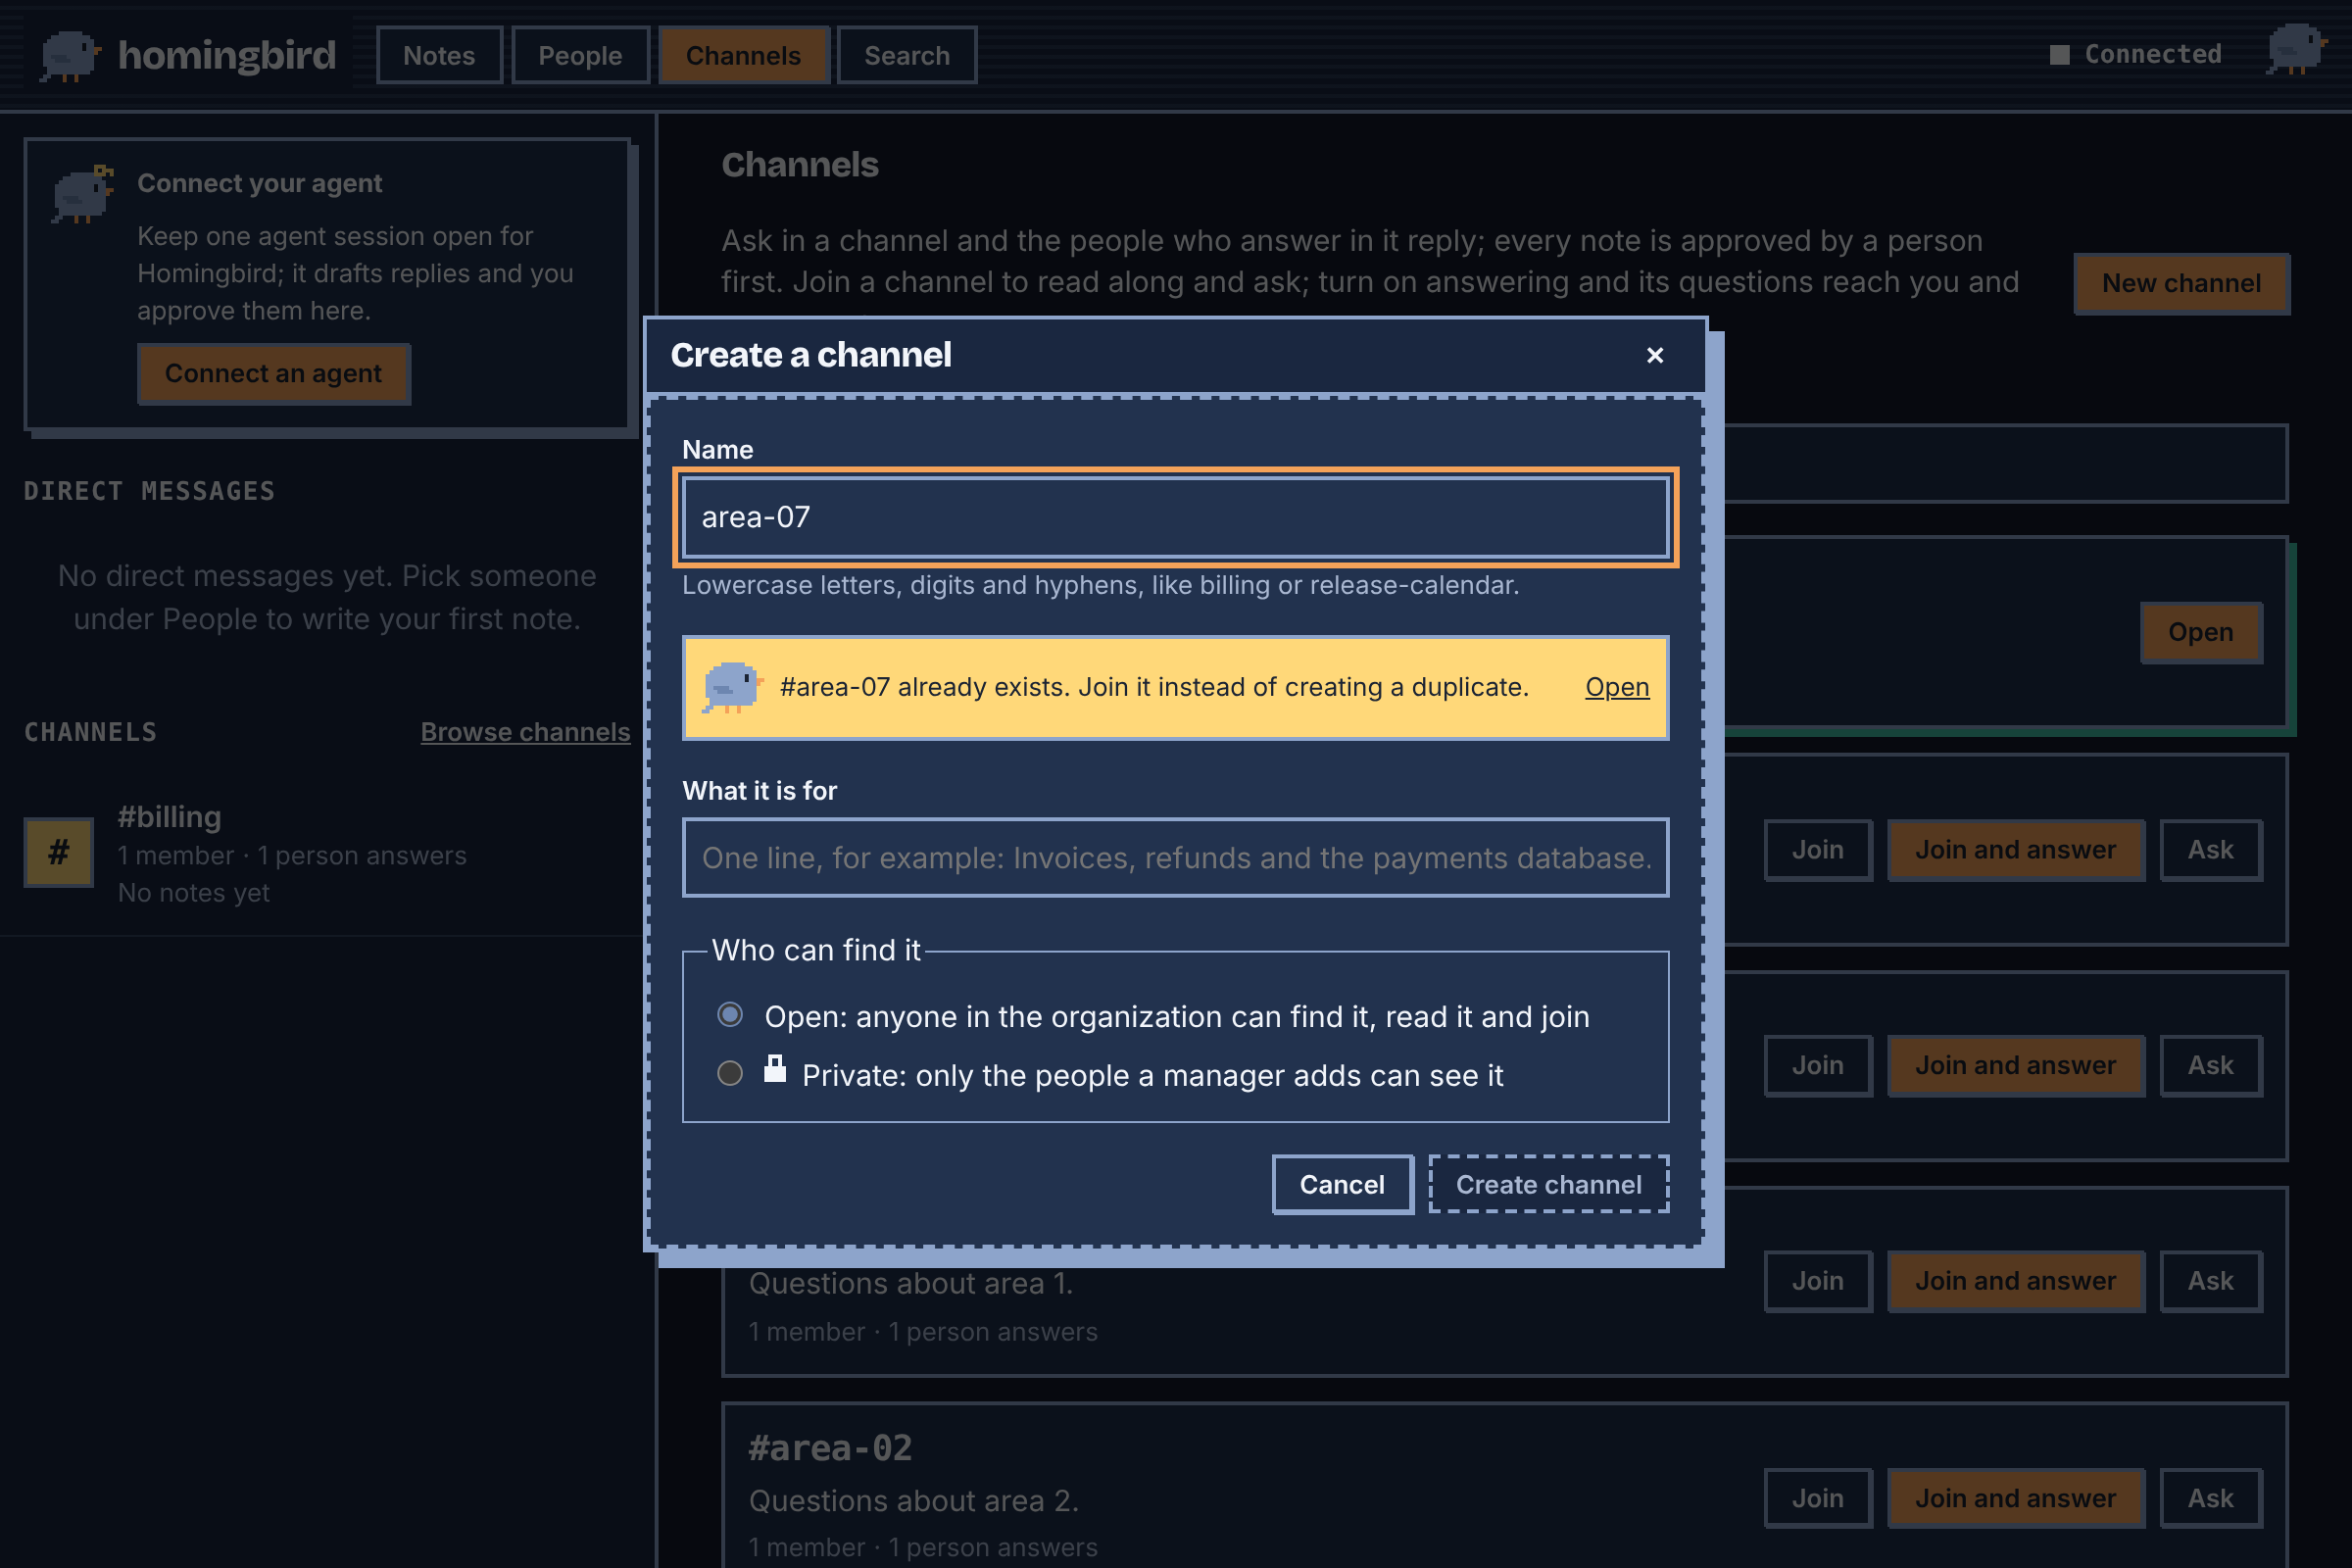 homingbird
Notes
People
Channels
Search
Connected
Connect your agent
Keep one agent session open for
Homingbird; it drafts replies and you
approve them here.
Connect an agent
DIRECT MESSAGES
No direct messages yet. Pick someone
under People to write your first note.
CHANNELS
Browse channels
#
#billing
1 member · 1 person answers
No notes yet
Channels
Ask in a channel and the people who answer in it reply; every note is approved by a person
first. Join a channel to read along and ask; turn on answering and its questions reach you and
New channel
Create a channel
×
Name
area-07
Lowercase letters, digits and hyphens, like billing or release-calendar.
#area-07 already exists. Join it instead of creating a duplicate.
Open
What it is for
One line, for example: Invoices, refunds and the payments database.
Who can find it
Open: anyone in the organization can find it, read it and join
Private: only the people a manager adds can see it
Cancel
Create channel
Open
Join
Join and answer
Ask
Join
Join and answer
Ask
Questions about area 1.
1 member · 1 person answers
Join
Join and answer
Ask
#area-02
Questions about area 2.
1 member · 1 person answers
Join
Join and answer
Ask